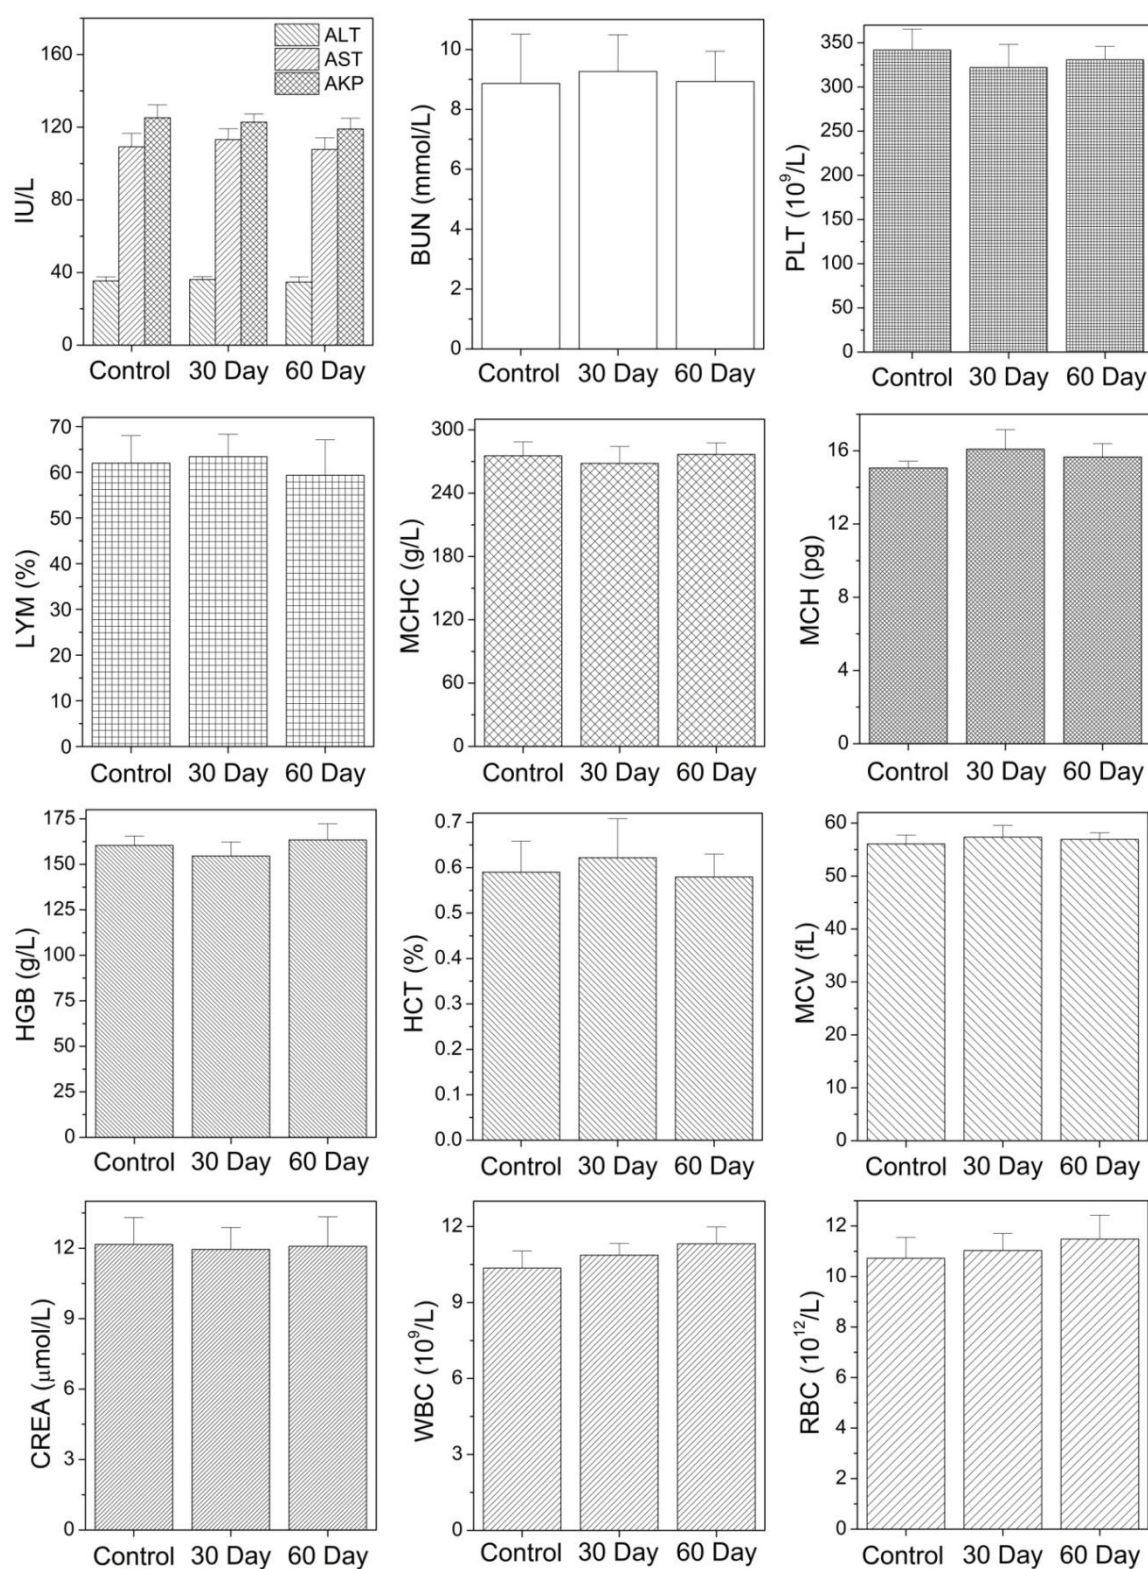 IU/L
160
120
80
40
0
ALT
AST
AKP
Control 30 Day 60 Day
BUN (mmol/L)
10
8
6
4
2
0
Control 30 Day 60 Day
PLT (10⁹/L)
350
300
250
200
150
100
50
0
Control 30 Day 60 Day
LYM (%)
70
60
50
40
30
20
10
0
Control 30 Day 60 Day
MCHC (g/L)
300
240
180
120
60
0
Control 30 Day 60 Day
MCH (pg)
16
12
8
4
0
Control 30 Day 60 Day
HGB (g/L)
175
150
125
100
75
50
25
0
Control 30 Day 60 Day
HCT (%)
0.7
0.6
0.5
0.4
0.3
0.2
0.1
0.0
Control 30 Day 60 Day
MCV (fL)
60
50
40
30
20
10
0
Control 30 Day 60 Day
CREA (μmol/L)
12
9
6
3
0
Control 30 Day 60 Day
WBC (10⁹/L)
12
9
6
3
0
Control 30 Day 60 Day
RBC (10¹²/L)
12
10
8
6
4
2
0
Control 30 Day 60 Day